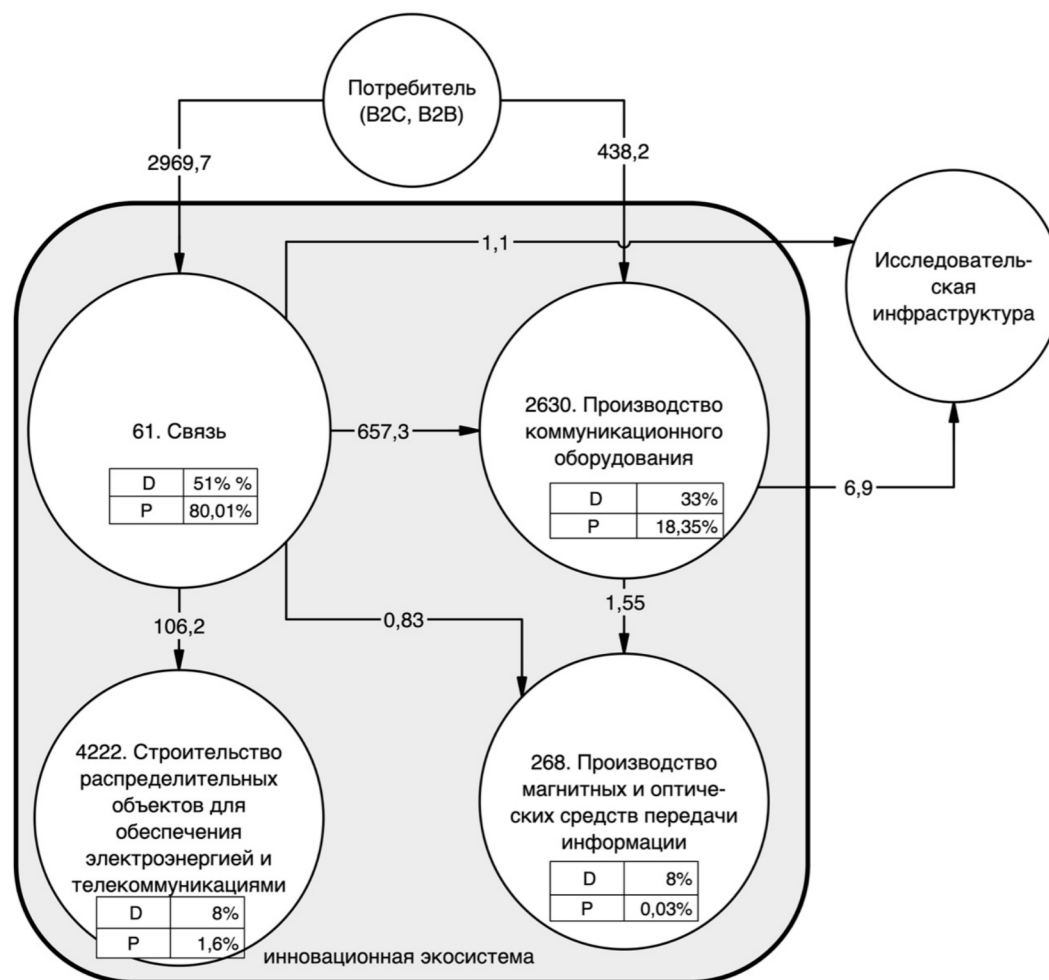 Потребитель
(B2C, B2B)
2969,7
438,2
1,1
Исследователь-
ская
инфраструктура
61. Связь
D 51% %
P 80,01%
657,3
2630. Производство
коммуникационного
оборудования
D 33%
P 18,35%
6,9
106,2
0,83
1,55
4222. Строительство
распределительных
объектов для
обеспечения
электроэнергией и
телекоммуникациями
D 8%
P 1,6%
268. Производство
магнитных и оптиче-
ских средств передачи
информации
D 8%
P 0,03%
инновационная экосистема